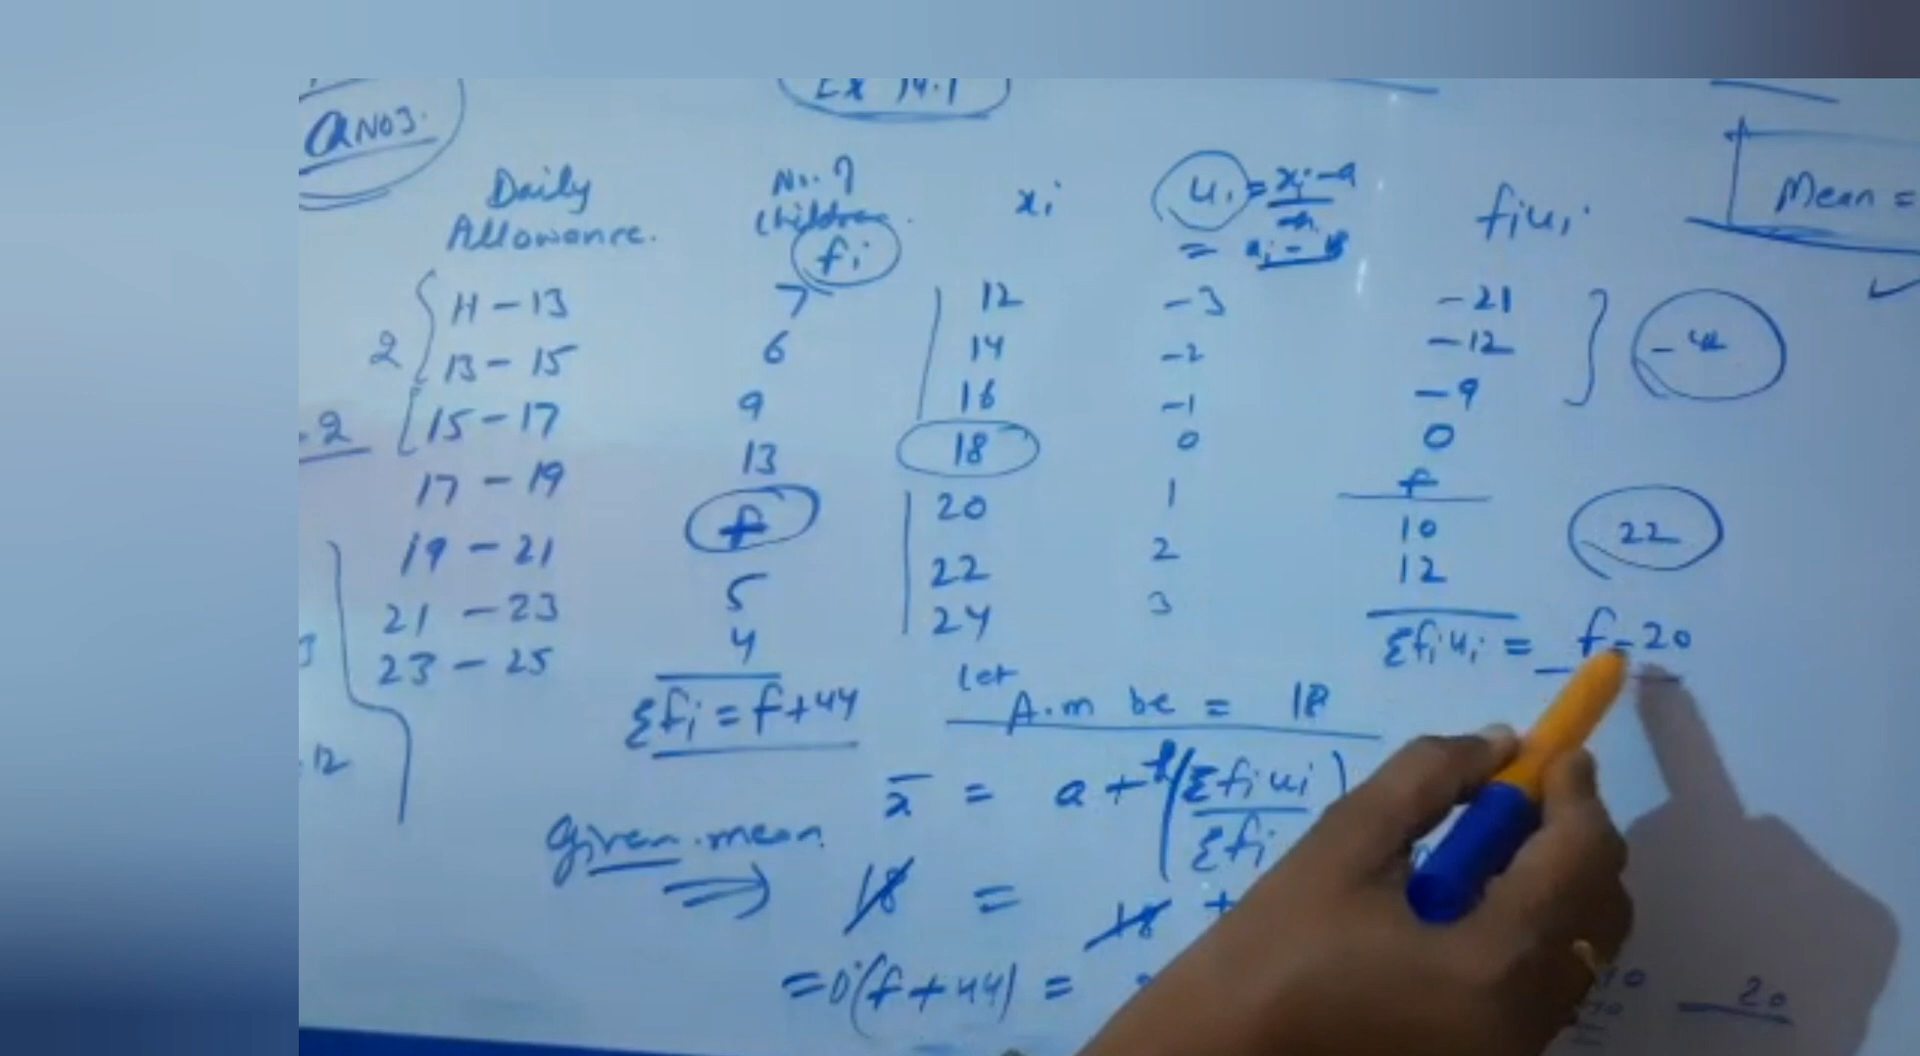 QNO3.
Ex 14.1
Mean =
Daily Allowance. No. of Children. fi xi ui = xi-a/h fiui
11-13 7 12 -3 -21
2 13-15 6 14 -2 -12
15-17 9 16 -1 -9
17-19 13 18 0 0
19-21 f 20 1 f
21-23 5 22 2 10
23-25 4 24 3 12
22
Σfi = f+44
Σfiui = f-20
let A.m be = 18
x̄ = a+h(Σfiui/Σfi)
Given mean
⇒ 18 = 18 +
=0(f+44) =
20